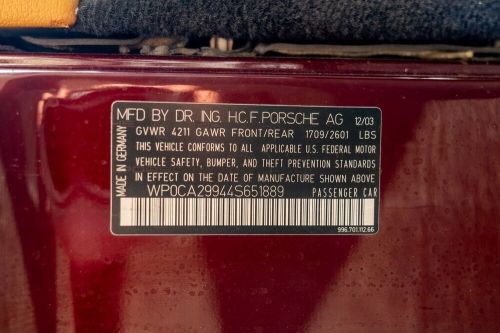 MFD BY DR. ING. H.C.F. PORSCHE AG 12/03
GVWR 4211 GAWR FRONT/REAR 1709/2601 LBS
THIS VEHICLE CONFORMS TO ALL APPLICABLE U.S. FEDERAL MOTOR
VEHICLE SAFETY, BUMPER, AND THEFT PREVENTION STANDARDS
IN EFFECT ON THE DATE OF MANUFACTURE SHOWN ABOVE
WP0CA29944S651889 PASSENGER CAR
MADE IN GERMANY
996.701.112.66